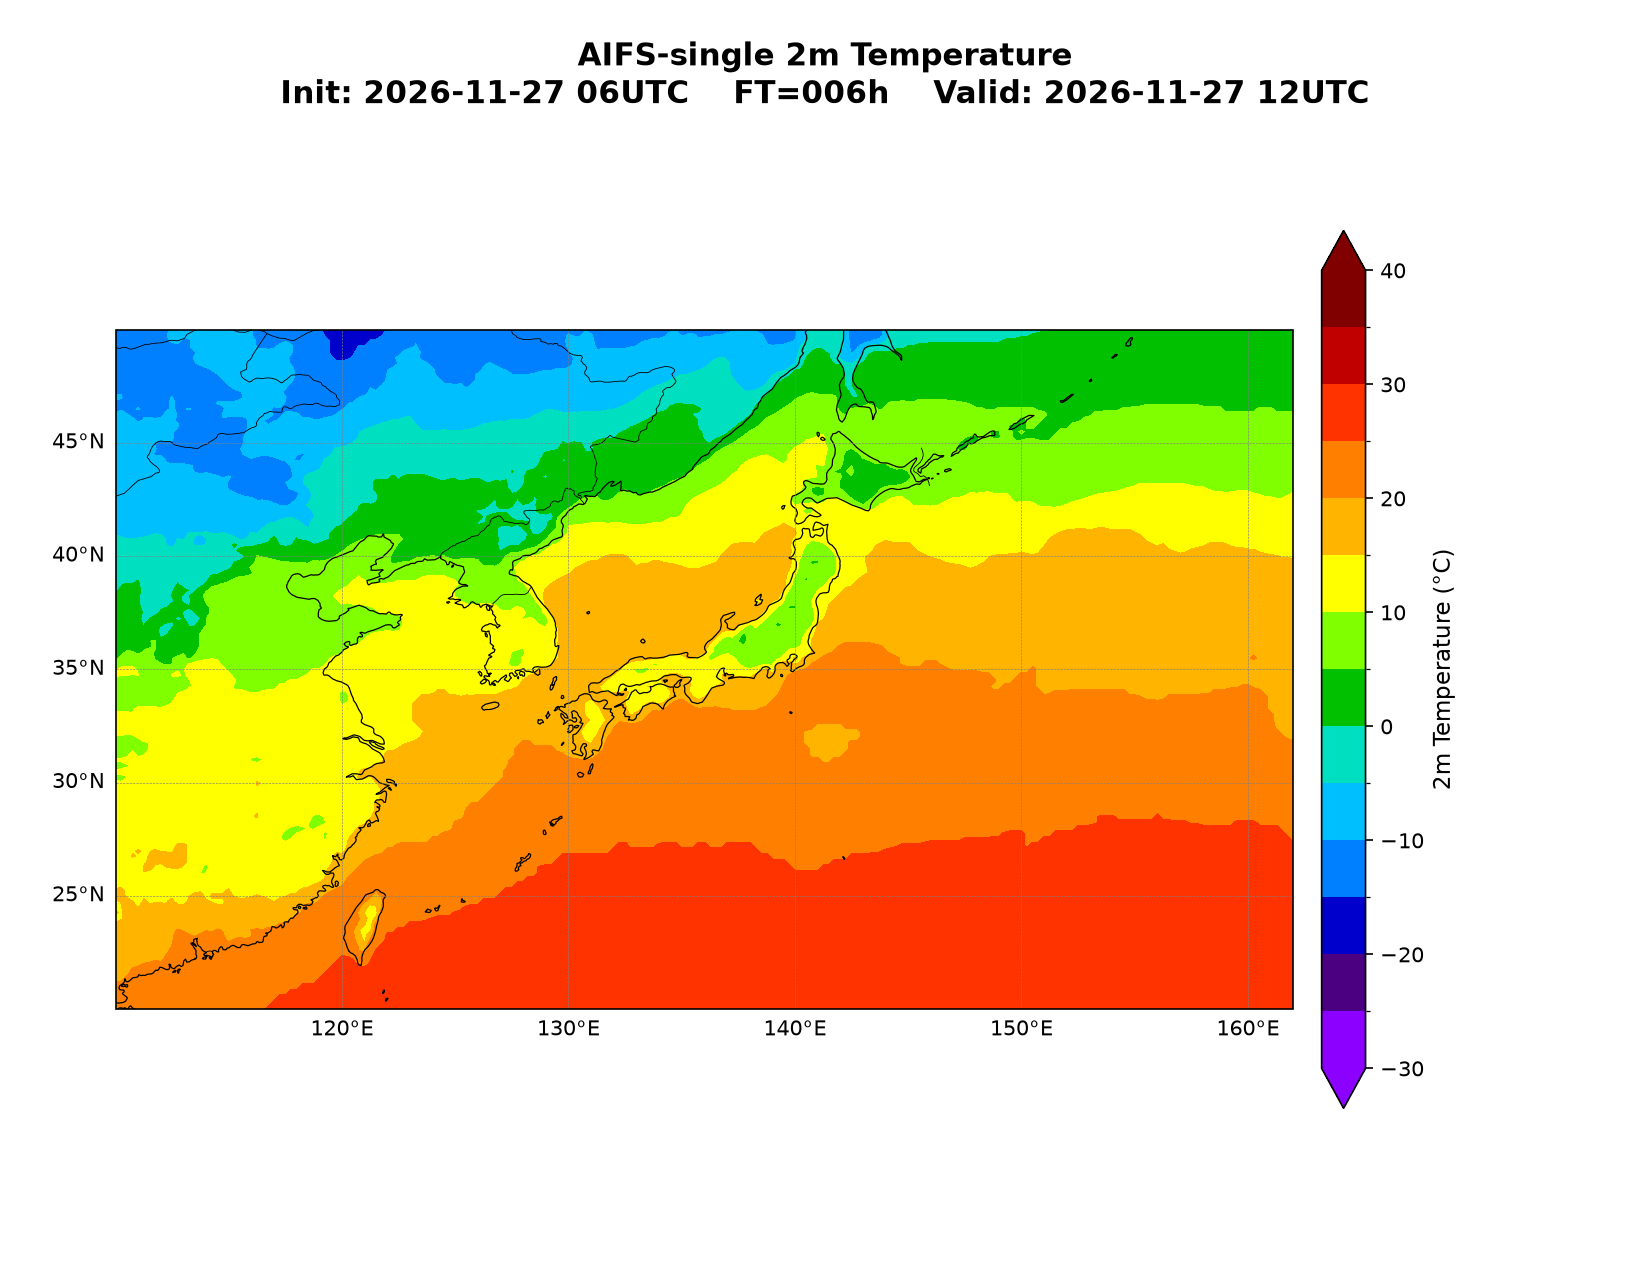 AIFS-single 2m Temperature
Init: 2026-11-27 06UTC    FT=006h    Valid: 2026-11-27 12UTC
45°N
40°N
35°N
30°N
25°N
120°E
130°E
140°E
150°E
160°E
40
30
20
10
0
−10
−20
−30
2m Temperature (°C)